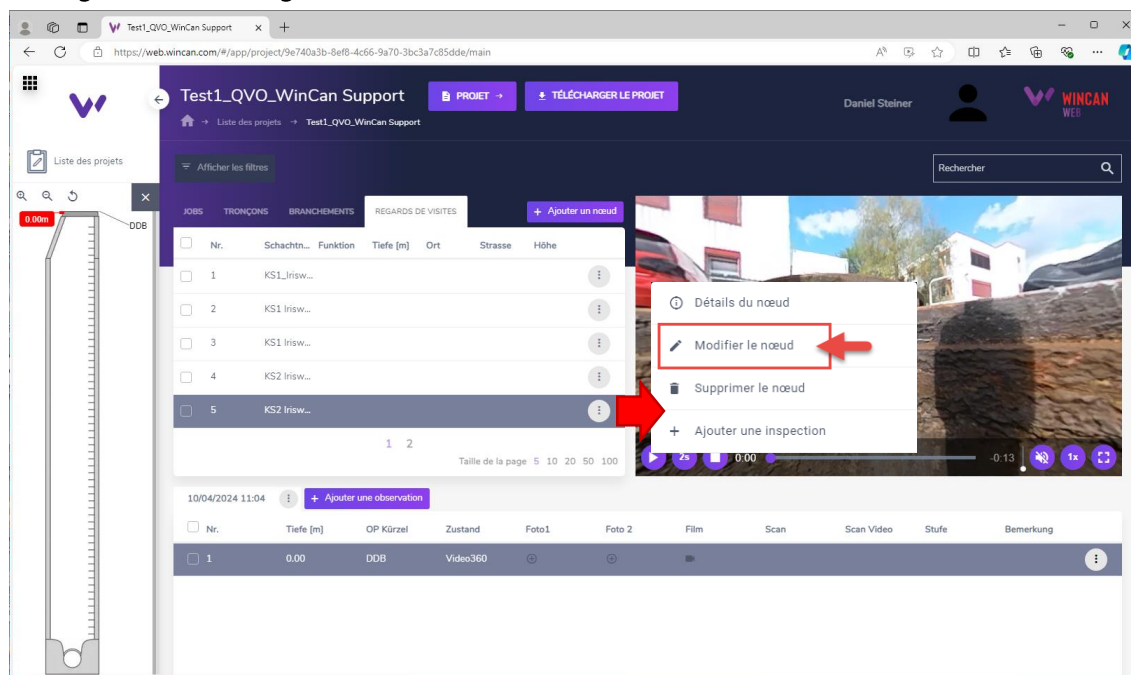 Test1_QVO_WinCan Support
https://web.wincan.com/#/app/project/9e740a3b-8ef8-4c66-9a70-3bc3a7c85dde/main
Test1_QVO_WinCan Support
PROJET →
TÉLÉCHARGER LE PROJET
Daniel Steiner
WINCAN
WEB
→ Liste des projets → Test1_QVO_WinCan Support
Liste des projets
Afficher les filtres
Rechercher
0.00m
DDB
JOBS TRONÇONS BRANCHEMENTS REGARDS DE VISITES + Ajouter un nœud
Nr. Schachtn... Funktion Tiefe [m] Ort Strasse Höhe
1 KS1_Irisw...
2 KS1 Irisw...
3 KS1 Irisw...
4 KS2 Irisw...
5 KS2 Irisw...
1 2
Taille de la page 5 10 20 50 100
Détails du nœud
Modifier le nœud
Supprimer le nœud
+ Ajouter une inspection
2s 0:00 -0:13 1x
10/04/2024 11:04 + Ajouter une observation
Nr. Tiefe [m] OP Kürzel Zustand Foto1 Foto 2 Film Scan Scan Video Stufe Bemerkung
1 0.00 DDB Video360